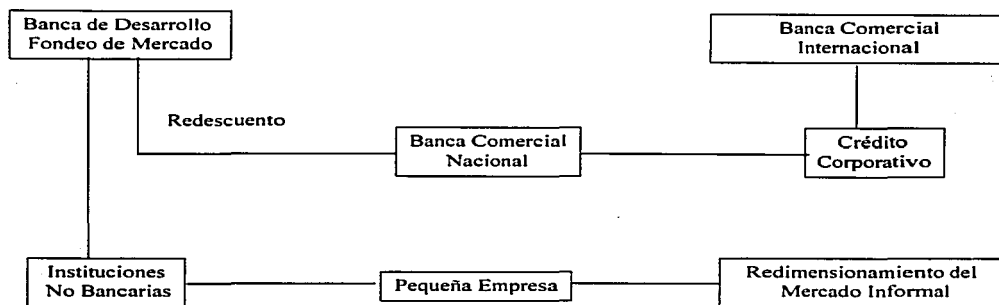 Banca de Desarrollo
Fondeo de Mercado
Banca Comercial
Internacional
Redescuento
Banca Comercial
Nacional
Crédito
Corporativo
Instituciones
No Bancarias
Pequeña Empresa
Redimensionamiento del
Mercado Informal